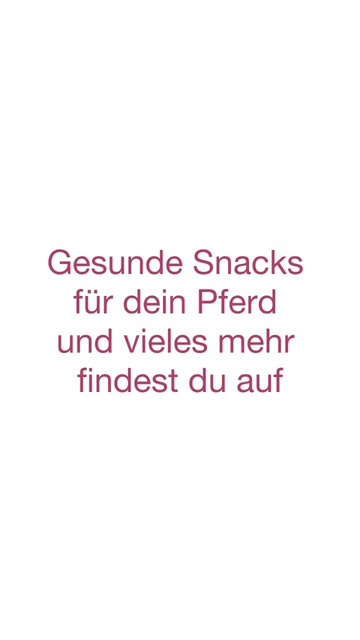 Gesunde Snacks
für dein Pferd
und vieles mehr
findest du auf